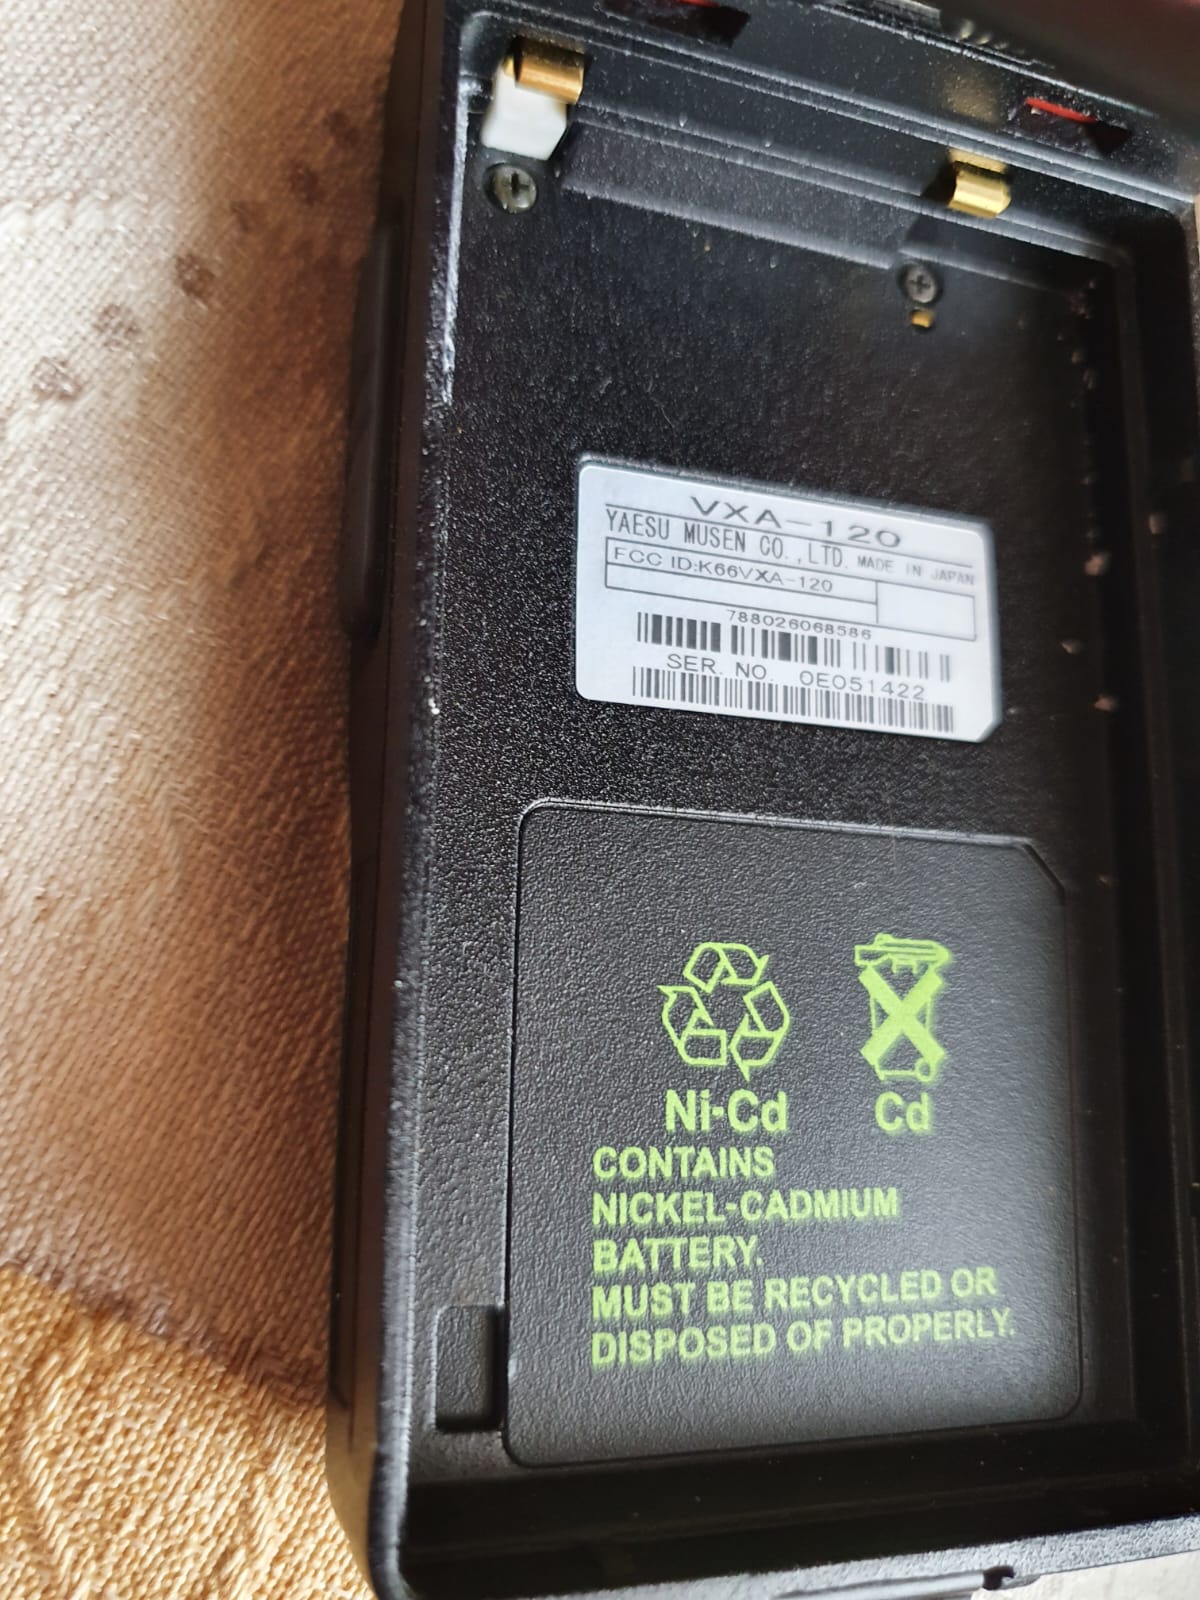 VXA-120
YAESU MUSEN CO.,LTD. MADE IN JAPAN
FCC ID:K66VXA-120
788026068586
SER. NO. 0E051422
Ni-Cd
Cd
CONTAINS
NICKEL-CADMIUM
BATTERY.
MUST BE RECYCLED OR
DISPOSED OF PROPERLY.